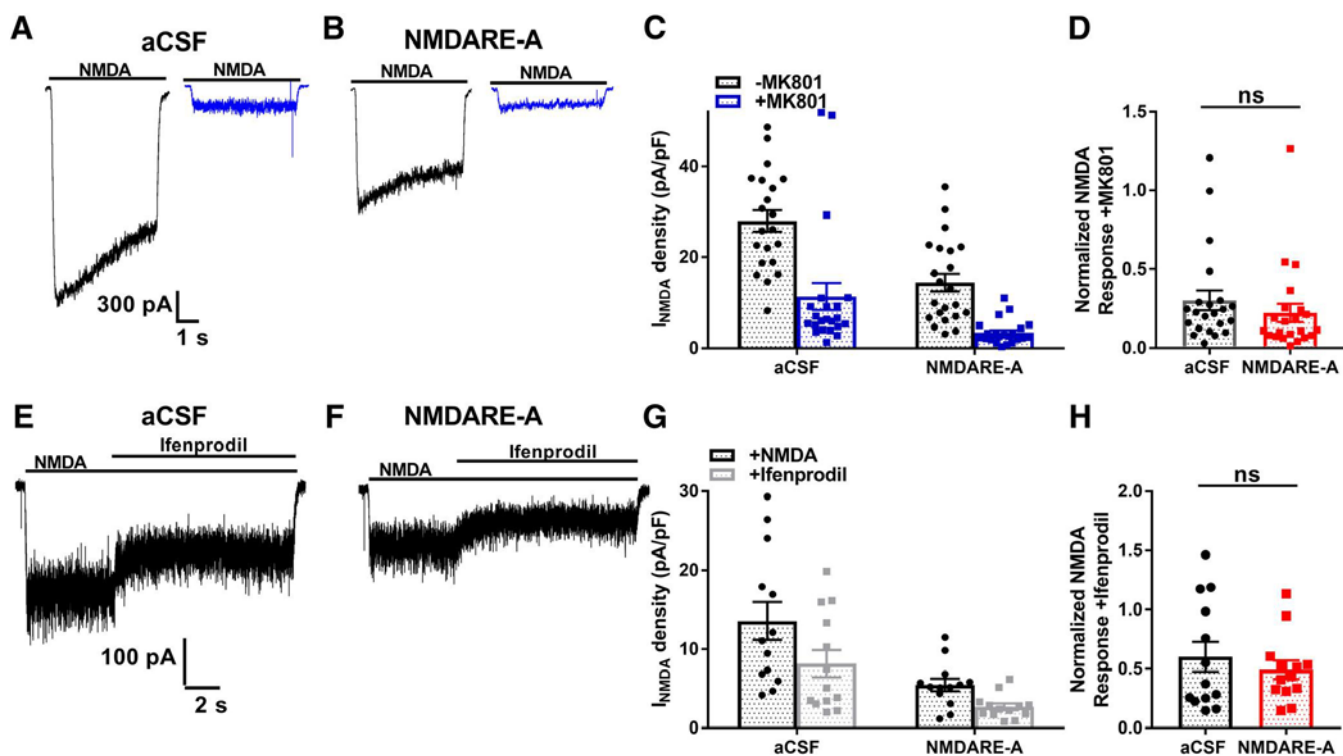 A
aCSF
NMDA
NMDA
300 pA
1 s
B
NMDARE-A
NMDA
NMDA
C
-MK801
+MK801
I_NMDA density (pA/pF)
40
20
0
aCSF
NMDARE-A
D
ns
Normalized NMDA
Response +MK801
1.5
1.0
0.5
0.0
aCSF
NMDARE-A
E
aCSF
Ifenprodil
NMDA
100 pA
2 s
F
NMDARE-A
Ifenprodil
NMDA
G
+NMDA
+Ifenprodil
I_NMDA density (pA/pF)
30
20
10
0
aCSF
NMDARE-A
H
ns
Normalized NMDA
Response +Ifenprodil
2.0
1.5
1.0
0.5
0.0
aCSF
NMDARE-A